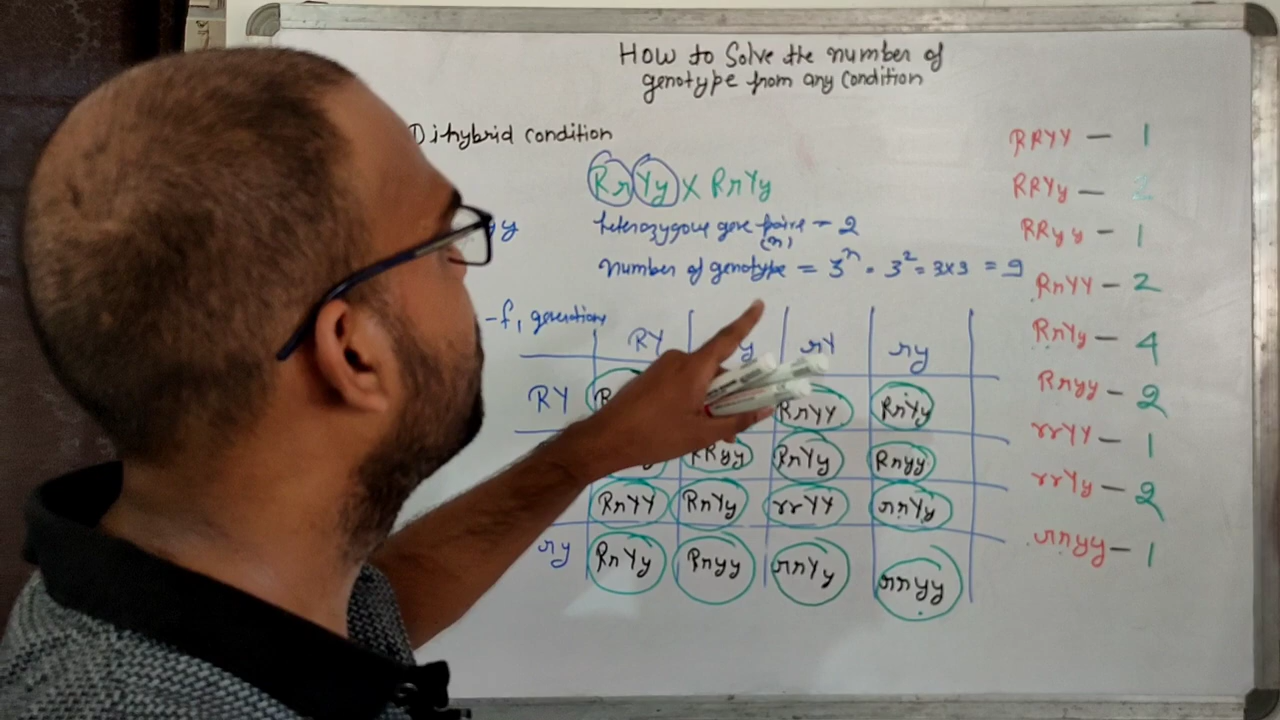 How to Solve the number of
genotype from any condition
Dihybrid condition
RrYy X RrYy
heterozygous gene pairs = 2
(n)
Number of genotype = 3ⁿ = 3² = 3x3 = 9
-f1 generation
RY y rY ry
RY R RrYY RrYy
y RRyy RrYy Rryy
RrYY RrYy rrYY rrYy
ry RrYy Rryy rrYy rryy
RRYY — 1
RRYy — 2
RRyy — 1
RrYY — 2
RrYy — 4
Rryy — 2
rrYY — 1
rrYy — 2
rryy — 1